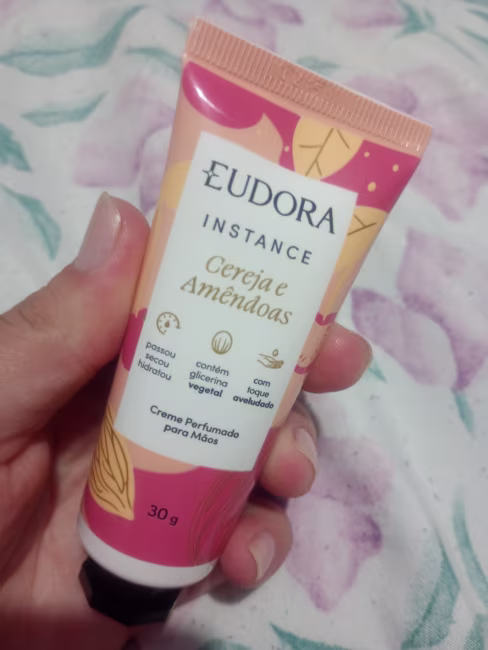 EUDORA
INSTANCE
Cereja e
Amêndoas
passou
secou
hidratou
contém
glicerina
vegetal
com
toque
aveludado
Creme Perfumado
para Mãos
30 g